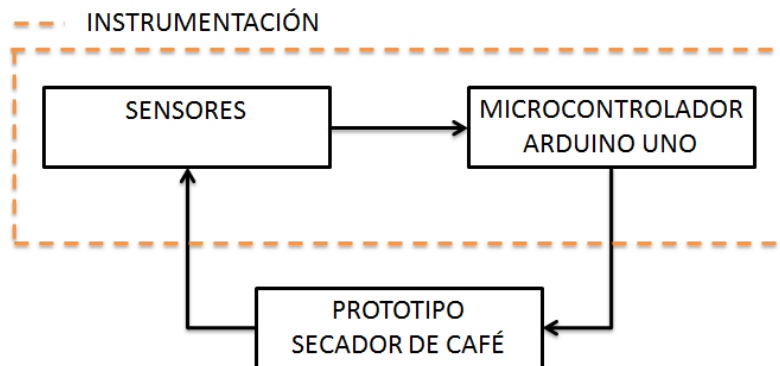 INSTRUMENTACIÓN
SENSORES
MICROCONTROLADOR
ARDUINO UNO
PROTOTIPO
SECADOR DE CAFÉ